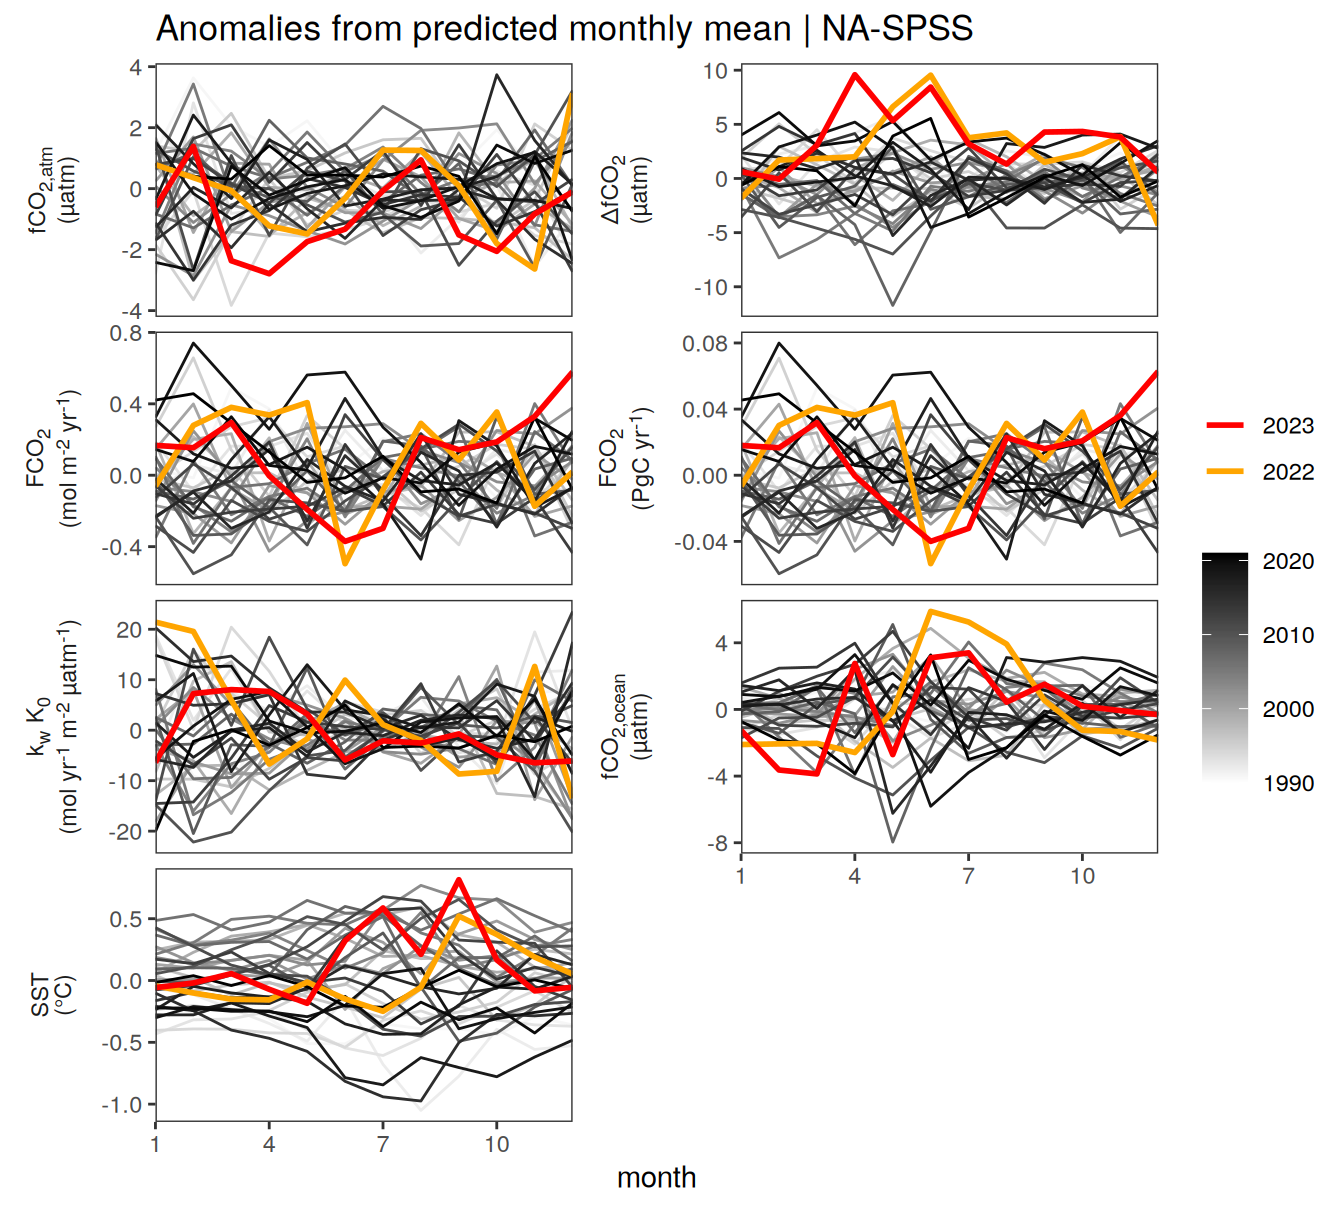 Anomalies from predicted monthly mean | NA-SPSS
fCO2,atm
(µatm)
4
2
0
-2
-4
ΔfCO2
(µatm)
10
5
0
-5
-10
FCO2
(mol m-2 yr-1)
0.8
0.4
0.0
-0.4
FCO2
(PgC yr-1)
0.08
0.04
0.00
-0.04
kw K0
(mol yr-1 m-2 µatm-1)
20
10
0
-10
-20
fCO2,ocean
(µatm)
4
0
-4
-8
1 4 7 10
SST
(°C)
0.5
0.0
-0.5
-1.0
1 4 7 10
month
2023
2022
2020
2010
2000
1990